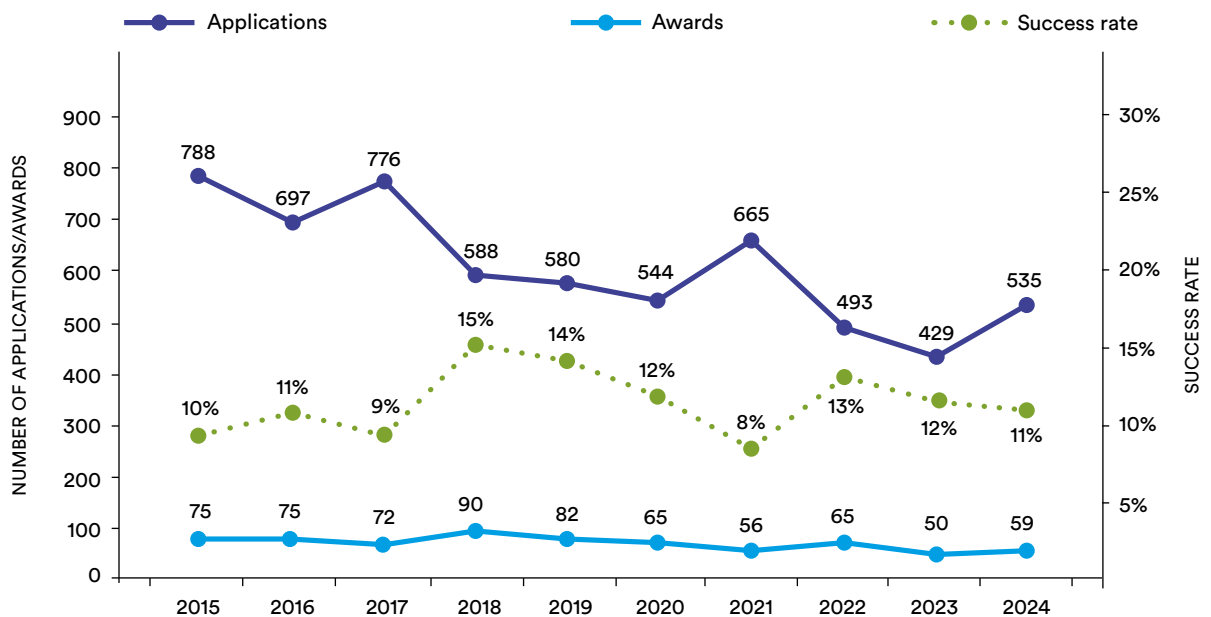 Applications Awards Success rate
NUMBER OF APPLICATIONS/AWARDS
900
800
700
600
500
400
300
200
100
0
788 697 776 588 580 544 665 493 429 535
10% 11% 9% 15% 14% 12% 8% 13% 12% 11%
75 75 72 90 82 65 56 65 50 59
30%
25%
20%
15%
10%
5%
SUCCESS RATE
2015 2016 2017 2018 2019 2020 2021 2022 2023 2024